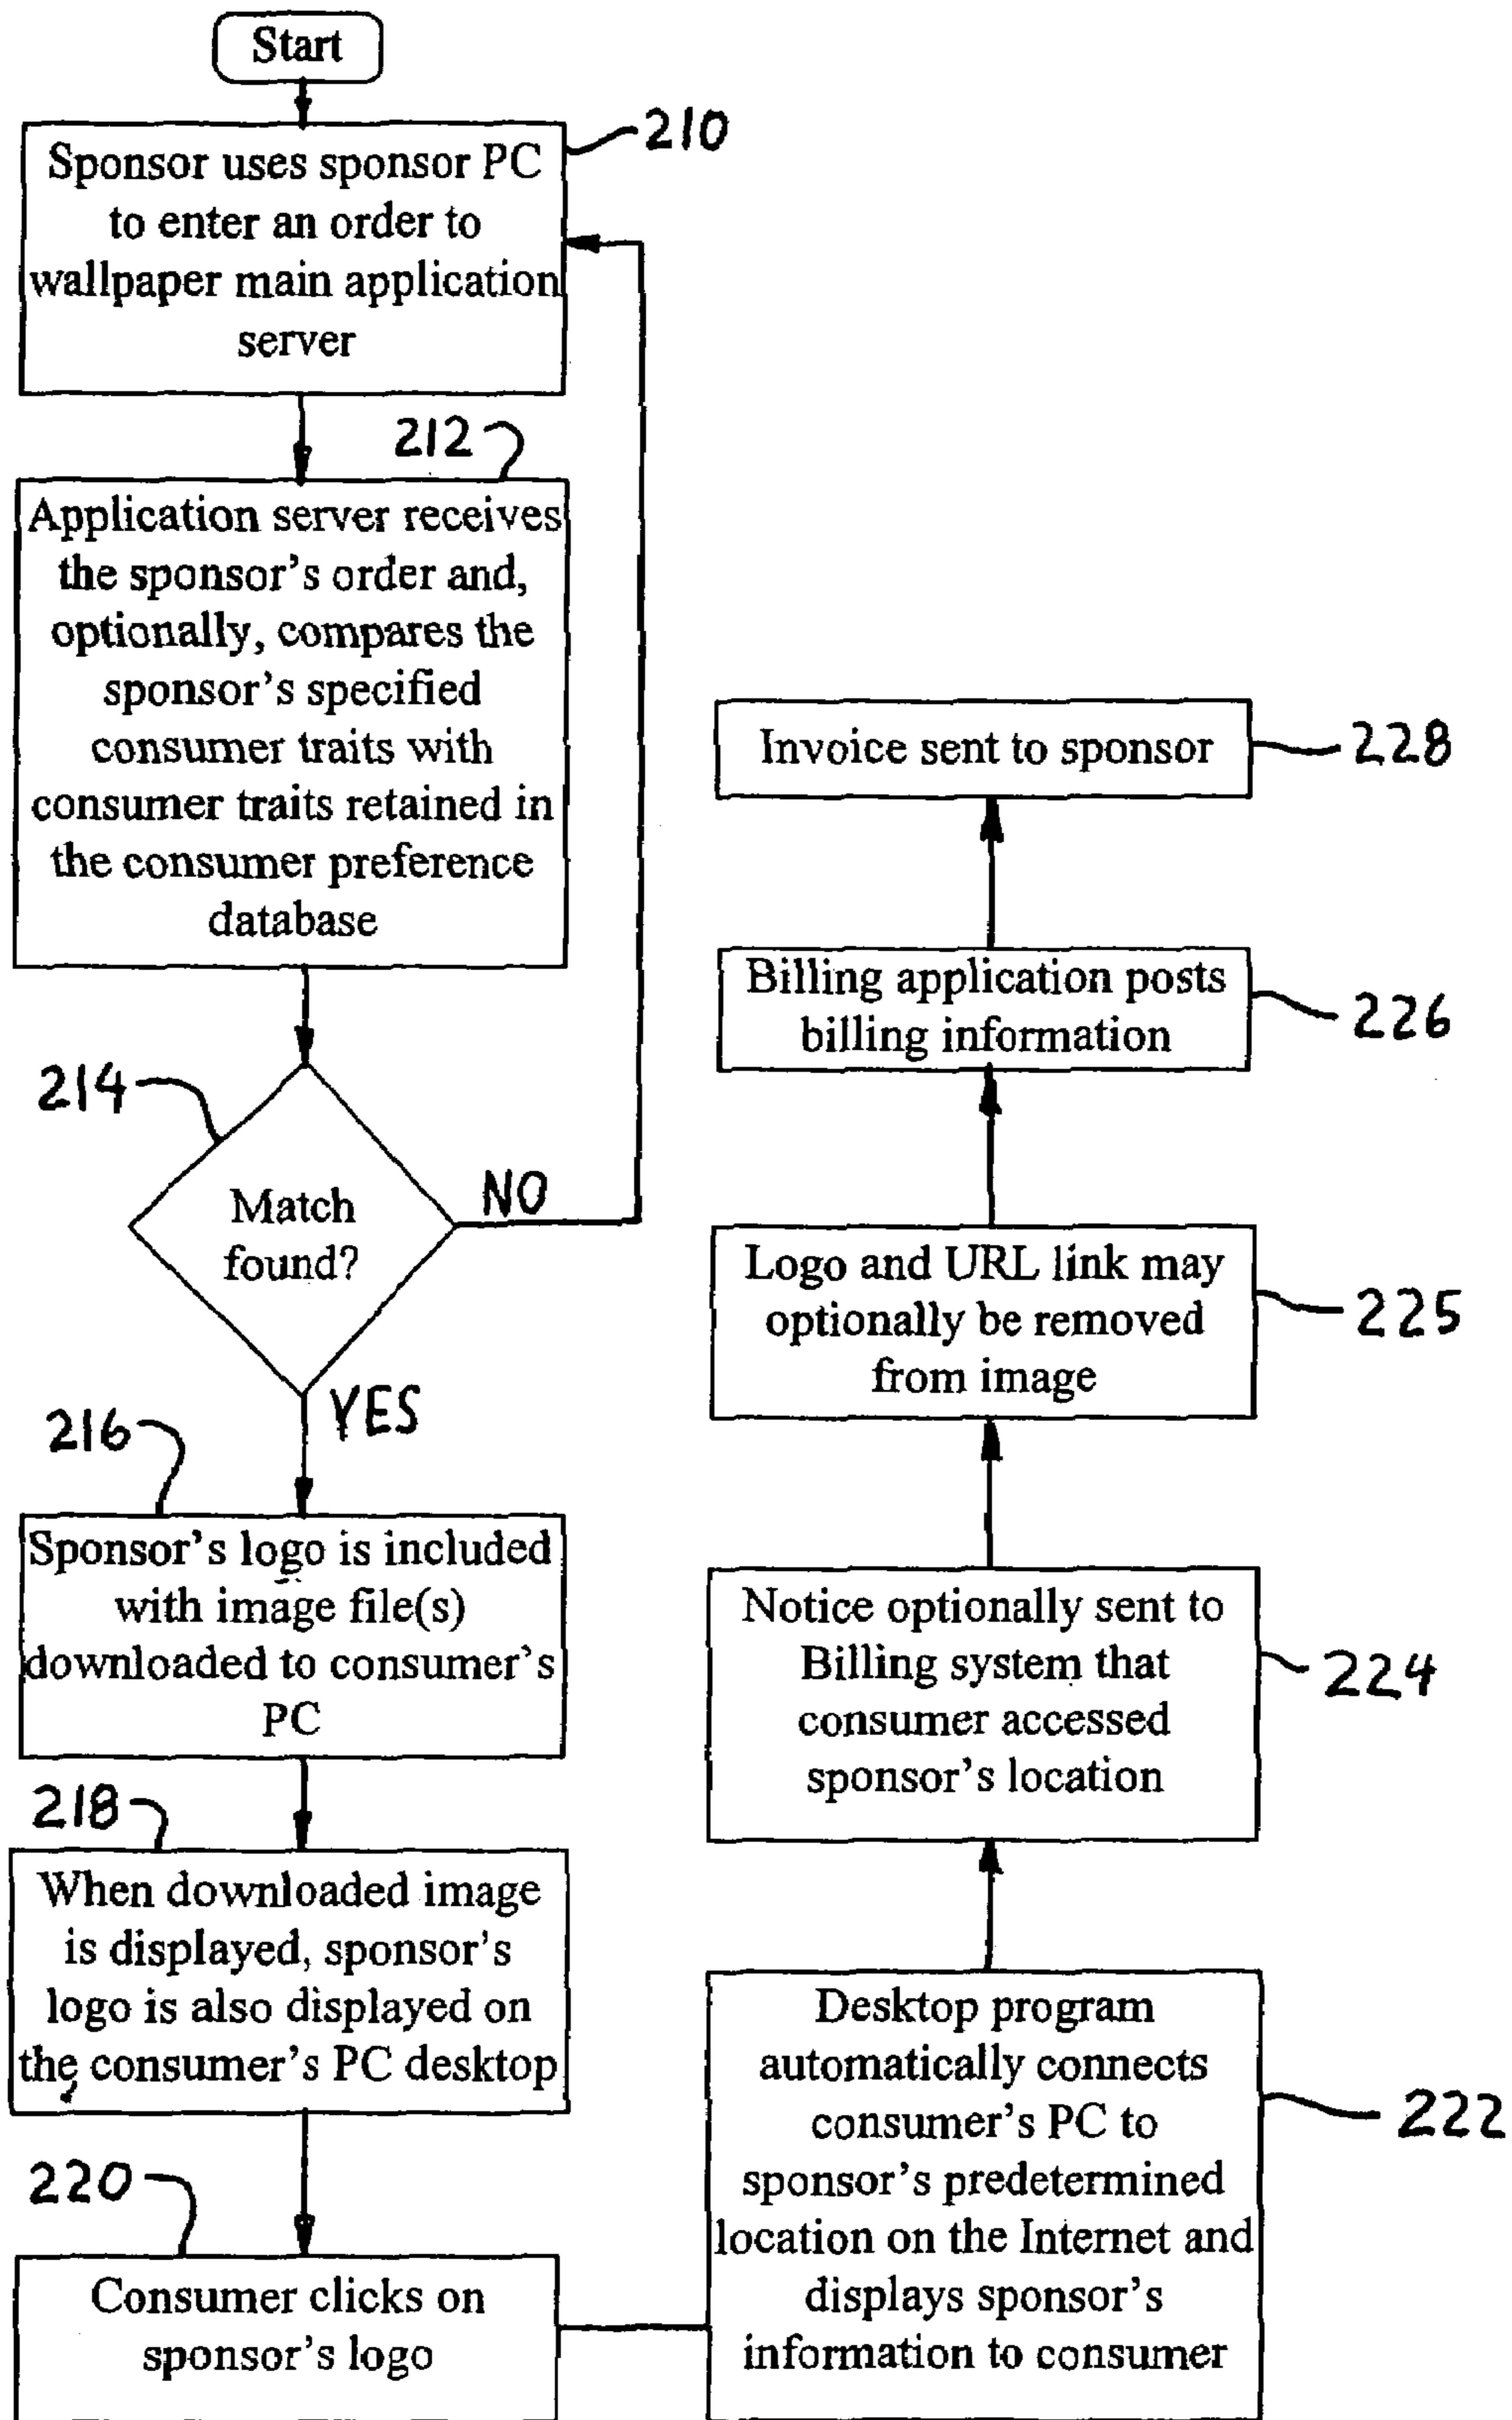 Start
210
Sponsor uses sponsor PC
to enter an order to
wallpaper main application
server
212
Application server receives
the sponsor's order and,
optionally, compares the
sponsor's specified
consumer traits with
consumer traits retained in
the consumer preference
database
214
Match
found?
NO
YES
216
Sponsor's logo is included
with image file(s)
downloaded to consumer's
PC
218
When downloaded image
is displayed, sponsor's
logo is also displayed on
the consumer's PC desktop
220
Consumer clicks on
sponsor's logo
Desktop program
automatically connects
consumer's PC to
sponsor's predetermined
location on the Internet and
displays sponsor's
information to consumer
222
Notice optionally sent to
Billing system that
consumer accessed
sponsor's location
224
Logo and URL link may
optionally be removed
from image
225
Billing application posts
billing information
226
Invoice sent to sponsor
228